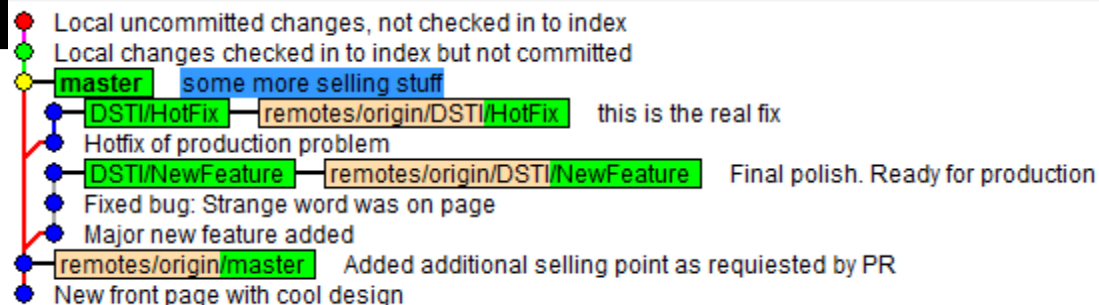 Local uncommitted changes, not checked in to index
Local changes checked in to index but not committed
master some more selling stuff
DSTI/HotFix remotes/origin/DSTI/HotFix this is the real fix
Hotfix of production problem
DSTI/NewFeature remotes/origin/DSTI/NewFeature Final polish. Ready for production
Fixed bug: Strange word was on page
Major new feature added
remotes/origin/master Added additional selling point as requiested by PR
New front page with cool design